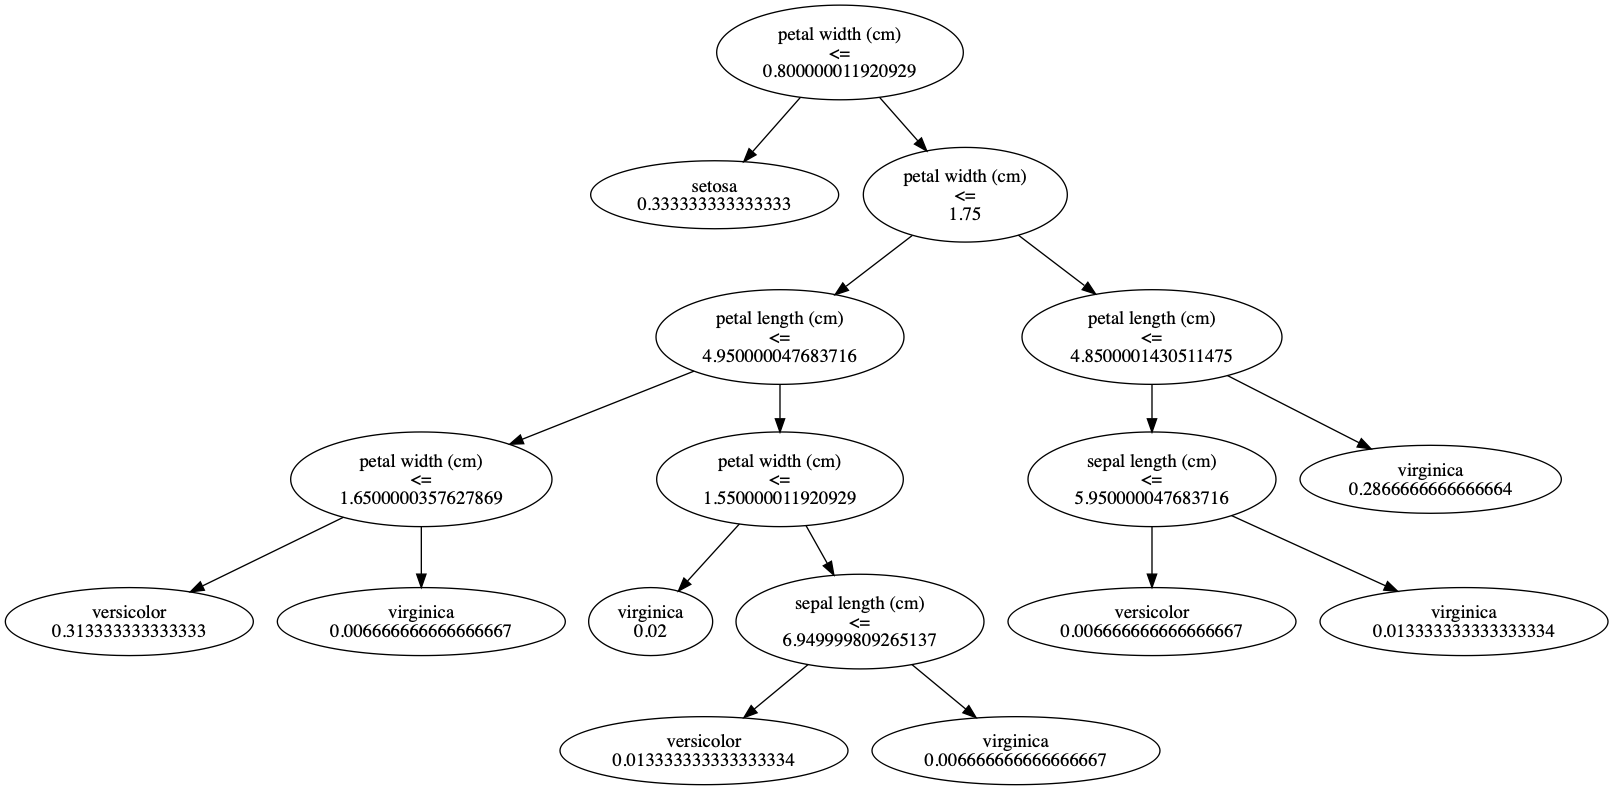 petal width (cm)
<=
0.800000011920929
setosa
0.333333333333333
petal width (cm)
<=
1.75
petal length (cm)
<=
4.950000047683716
petal length (cm)
<=
4.8500001430511475
petal width (cm)
<=
1.6500000357627869
petal width (cm)
<=
1.550000011920929
sepal length (cm)
<=
5.950000047683716
virginica
0.2866666666666664
versicolor
0.313333333333333
virginica
0.006666666666666667
virginica
0.02
sepal length (cm)
<=
6.949999809265137
versicolor
0.006666666666666667
virginica
0.013333333333333334
versicolor
0.013333333333333334
virginica
0.006666666666666667